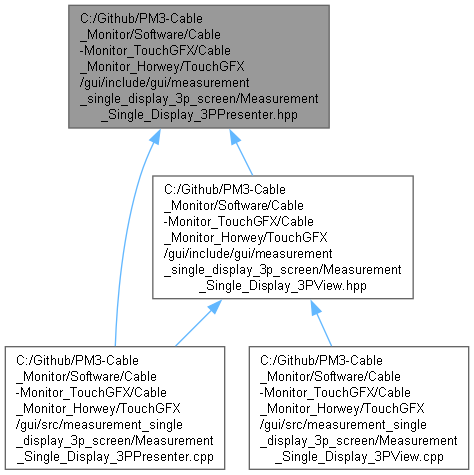 C:/Github/PM3-Cable
_Monitor/Software/Cable
-Monitor_TouchGFX/Cable
_Monitor_Horwey/TouchGFX
/gui/include/gui/measurement
_single_display_3p_screen/Measurement
_Single_Display_3PPresenter.hpp
C:/Github/PM3-Cable
_Monitor/Software/Cable
-Monitor_TouchGFX/Cable
_Monitor_Horwey/TouchGFX
/gui/include/gui/measurement
_single_display_3p_screen/Measurement
_Single_Display_3PView.hpp
C:/Github/PM3-Cable
_Monitor/Software/Cable
-Monitor_TouchGFX/Cable
_Monitor_Horwey/TouchGFX
/gui/src/measurement_single
_display_3p_screen/Measurement
_Single_Display_3PPresenter.cpp
C:/Github/PM3-Cable
_Monitor/Software/Cable
-Monitor_TouchGFX/Cable
_Monitor_Horwey/TouchGFX
/gui/src/measurement_single
_display_3p_screen/Measurement
_Single_Display_3PView.cpp